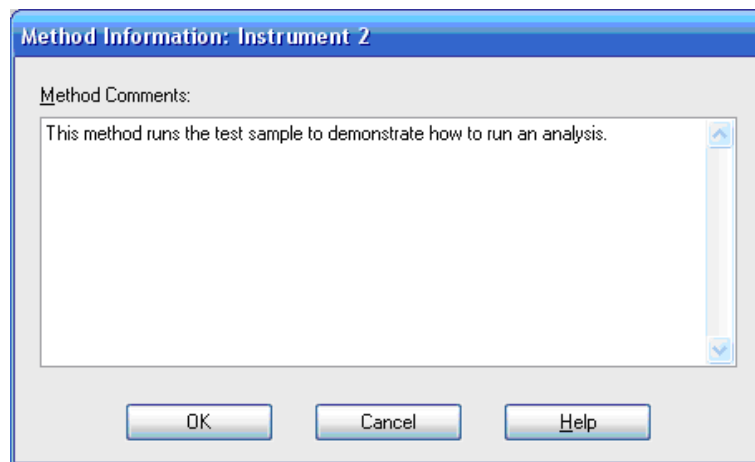 Method Information: Instrument 2
Method Comments:
This method runs the test sample to demonstrate how to run an analysis.
OK Cancel Help